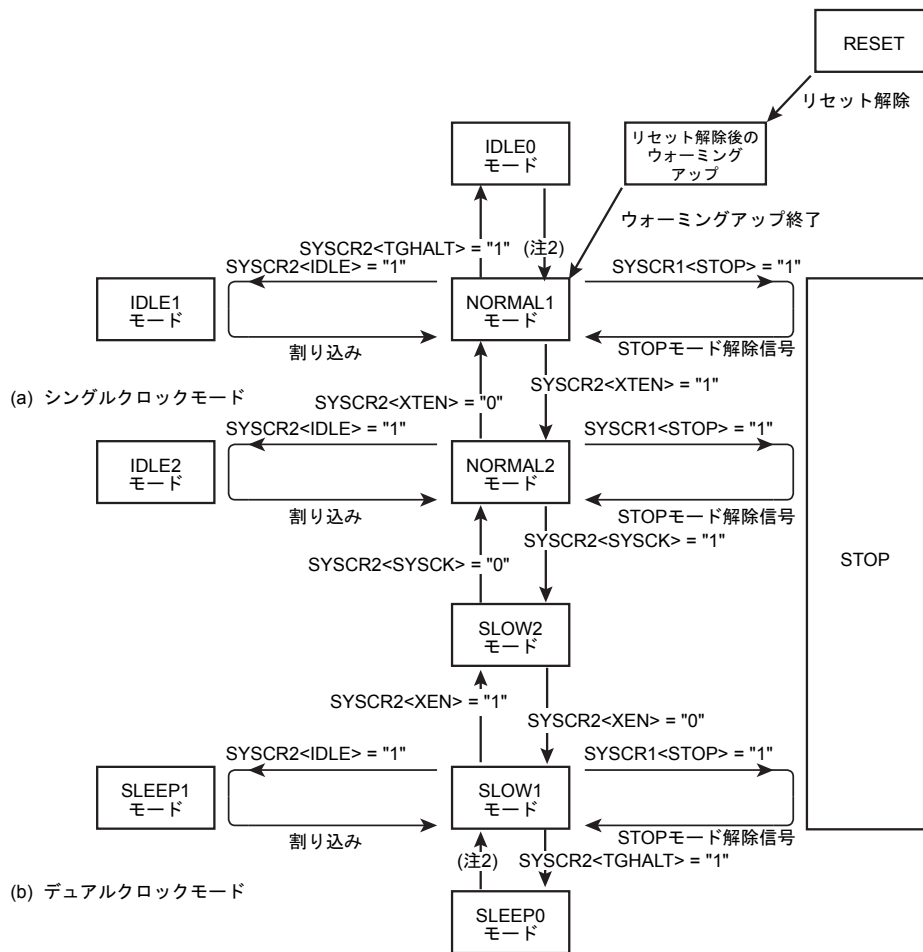 RESET
リセット解除
IDLE0
モード
リセット解除後の
ウォーミング
アップ
ウォーミングアップ終了
SYSCR2<TGHALT> = "1"
(注2)
SYSCR2<IDLE> = "1"
SYSCR1<STOP> = "1"
IDLE1
モード
NORMAL1
モード
割り込み
STOPモード解除信号
SYSCR2<XTEN> = "1"
(a) シングルクロックモード
SYSCR2<XTEN> = "0"
SYSCR2<IDLE> = "1"
SYSCR1<STOP> = "1"
IDLE2
モード
NORMAL2
モード
割り込み
STOPモード解除信号
SYSCR2<SYSCK> = "1"
SYSCR2<SYSCK> = "0"
STOP
SLOW2
モード
SYSCR2<XEN> = "1"
SYSCR2<XEN> = "0"
SYSCR2<IDLE> = "1"
SYSCR1<STOP> = "1"
SLEEP1
モード
SLOW1
モード
割り込み
STOPモード解除信号
(注2)
SYSCR2<TGHALT> = "1"
(b) デュアルクロックモード
SLEEP0
モード